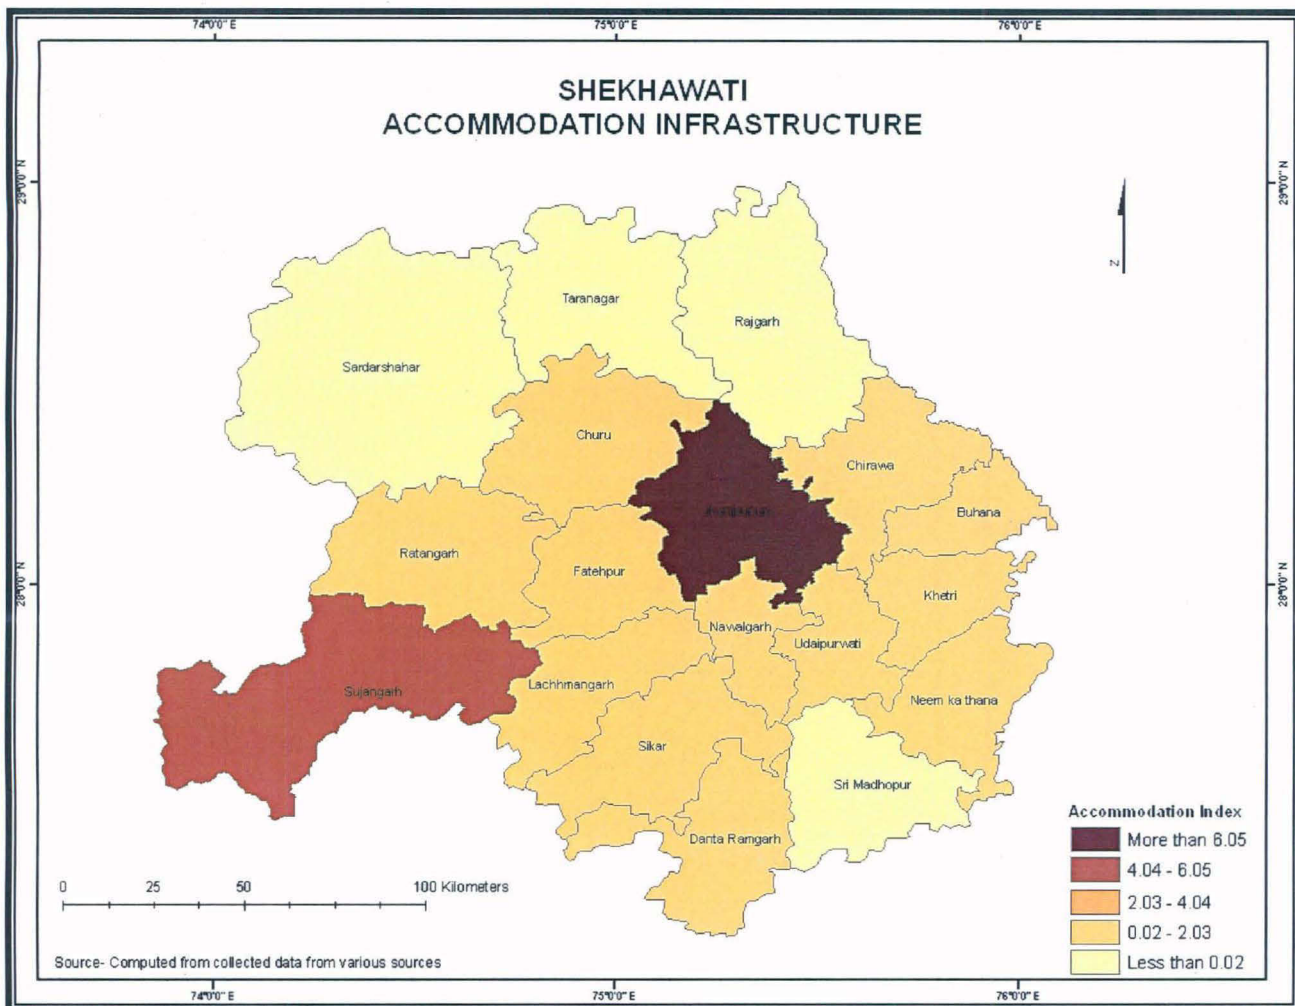 74°0'0" E 75°0'0" E 76°0'0" E
SHEKHAWATI
ACCOMMODATION INFRASTRUCTURE
29°0'0" N 29°0'0" N
N
Taranagar
Rajgarh
Sardarshahar
Churu
Chirawa
Buhana
Ratangarh
Fatehpur
Khetri
28°0'0" N 28°0'0" N
Nawalgarh
Udaipurwati
Lachhmangarh
Sujangarh
Neem ka thana
Sikar
Sri Madhopur
Danta Ramgarh
Accommodation Index
More than 6.05
4.04 - 6.05
2.03 - 4.04
0.02 - 2.03
Less than 0.02
0 25 50 100 Kilometers
Source- Computed from collected data from various sources
74°0'0" E 75°0'0" E 76°0'0" E